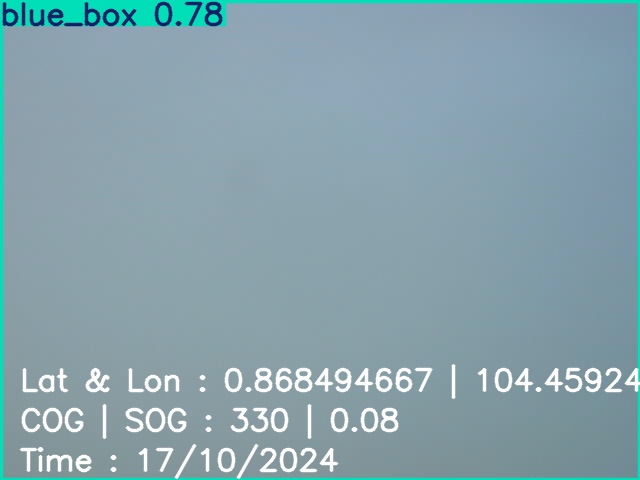 blue_box 0.78
Lat & Lon : 0.868494667 | 104.45924
COG | SOG : 330 | 0.08
Time : 17/10/2024